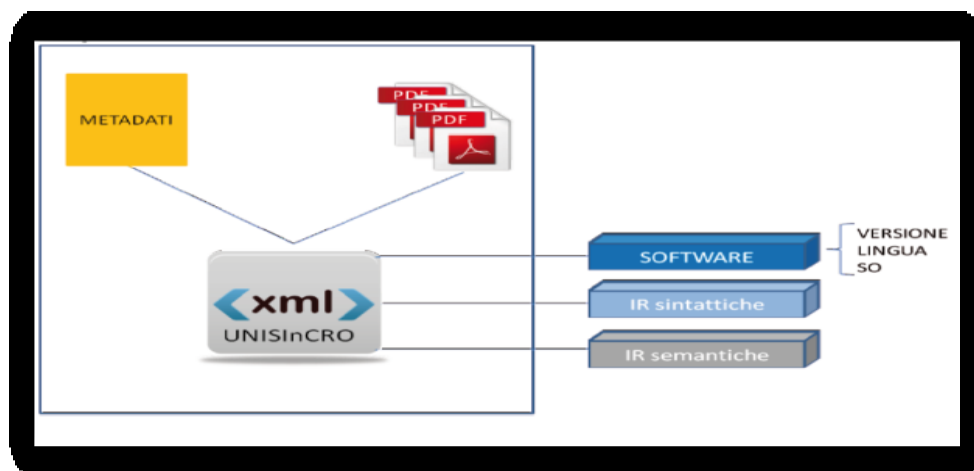 METADATI
PDF
PDF
PDF
<xml>
UNISInCRO
SOFTWARE
VERSIONE
LINGUA
SO
IR sintattiche
IR semantiche